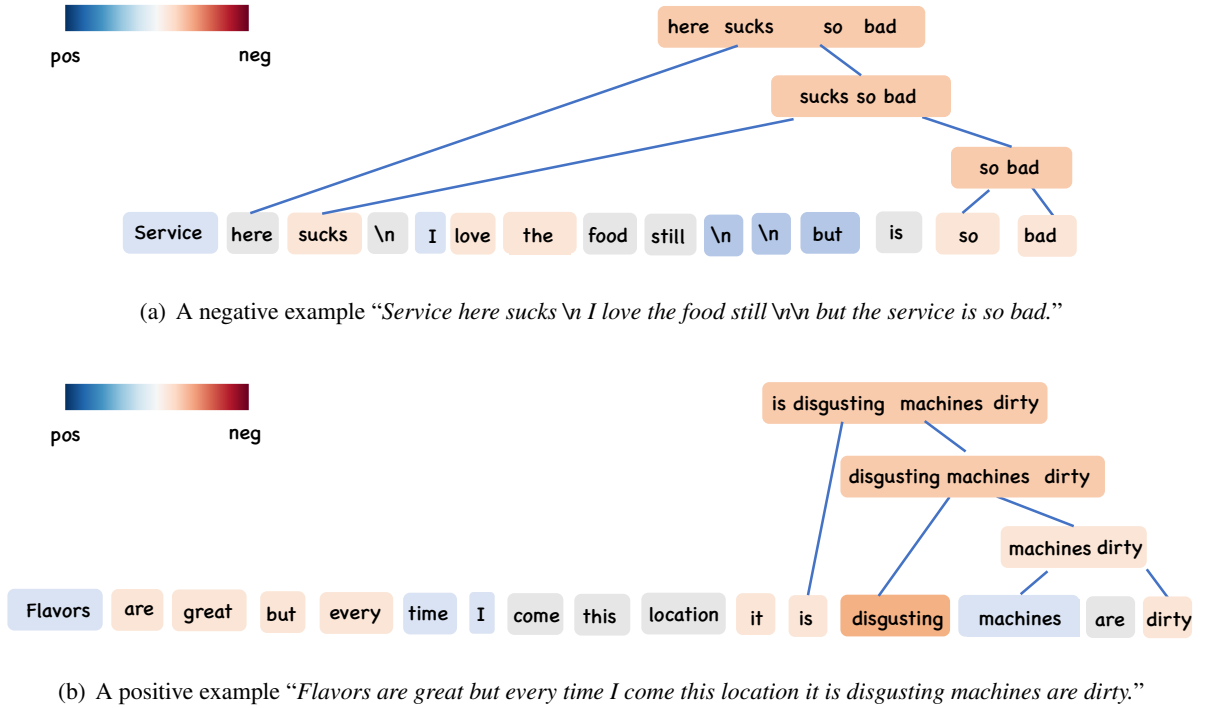 pos neg
here sucks so bad
sucks so bad
so bad
Service here sucks \n I love the food still \n \n but is so bad
(a) A negative example “Service here sucks \n I love the food still \n\n but the service is so bad.”
pos neg
is disgusting machines dirty
disgusting machines dirty
machines dirty
Flavors are great but every time I come this location it is disgusting machines are dirty
(b) A positive example “Flavors are great but every time I come this location it is disgusting machines are dirty.”